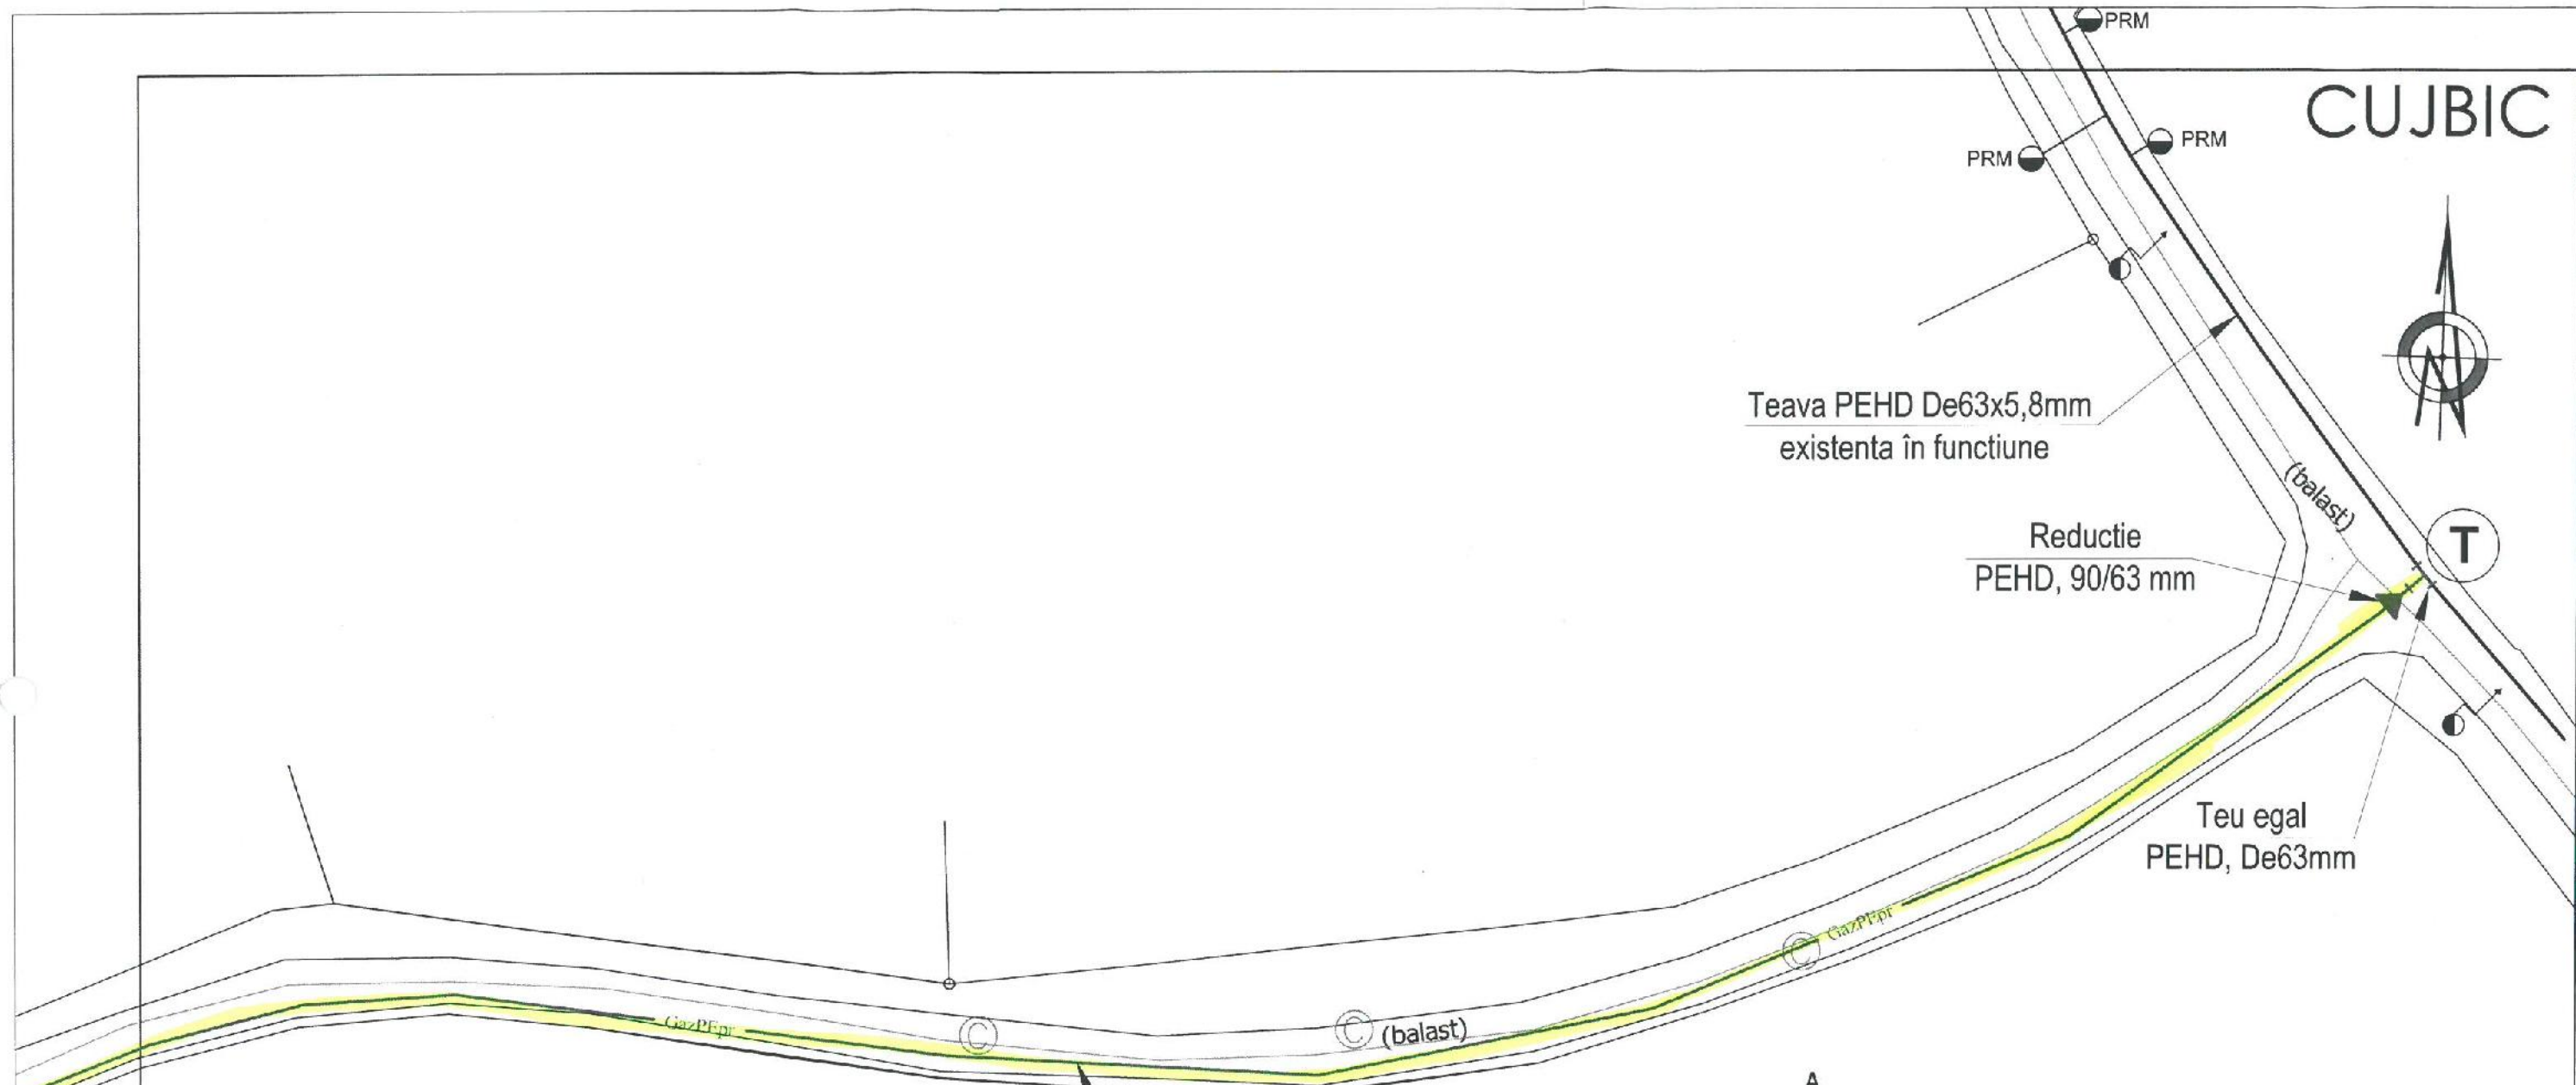 PRM
CUJBIC
PRM
PRM
N
Teava PEHD De63x5,8mm
existenta în functiune
(balast)
T
Reductie
PEHD, 90/63 mm
Teu egal
PEHD, De63mm
GazPEpr
C
GazPEpr
C
C
(balast)
A